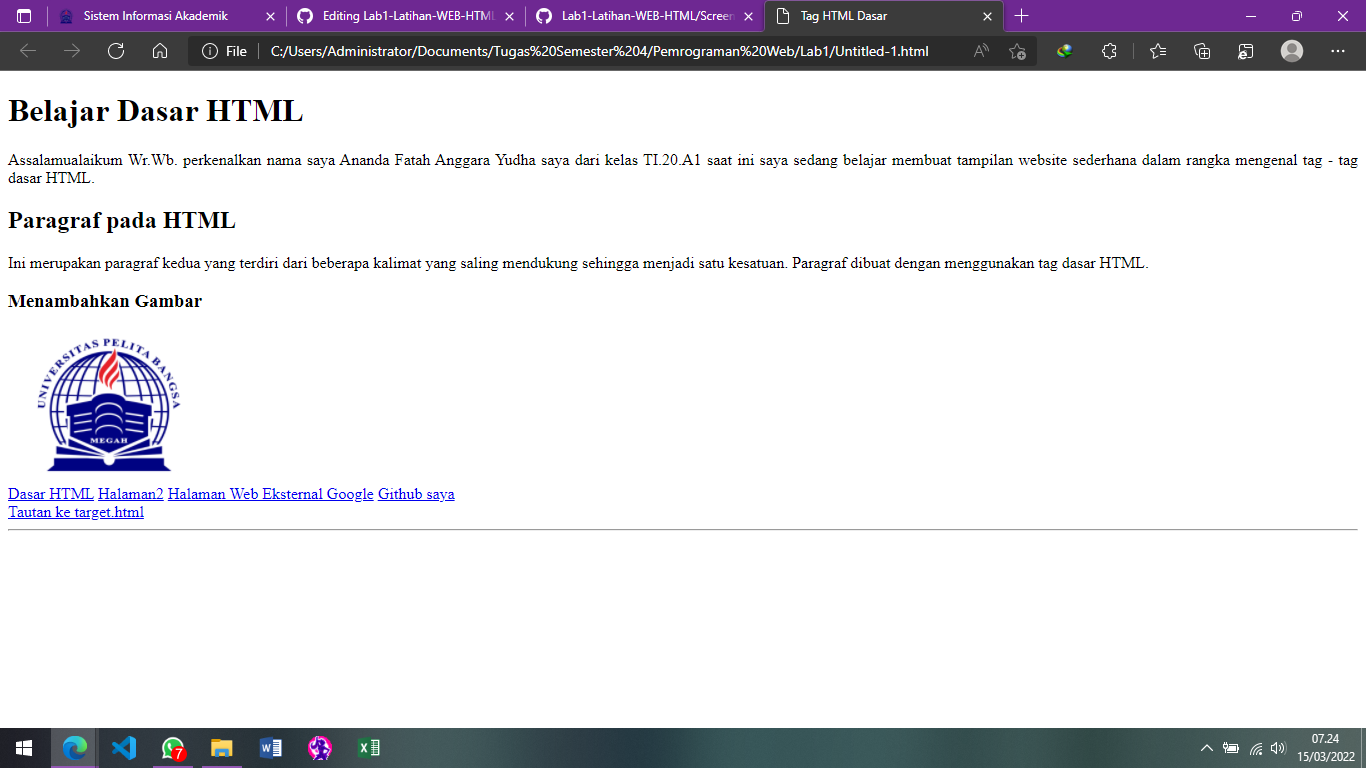 Sistem Informasi Akademik
Editing Lab1-Latihan-WEB-HTML
Lab1-Latihan-WEB-HTML/Screen
Tag HTML Dasar
File
C:/Users/Administrator/Documents/Tugas%20Semester%204/Pemrograman%20Web/Lab1/Untitled-1.html
Belajar Dasar HTML
Assalamualaikum Wr.Wb. perkenalkan nama saya Ananda Fatah Anggara Yudha saya dari kelas TI.20.A1 saat ini saya sedang belajar membuat tampilan website sederhana dalam rangka mengenal tag - tag
dasar HTML.
Paragraf pada HTML
Ini merupakan paragraf kedua yang terdiri dari beberapa kalimat yang saling mendukung sehingga menjadi satu kesatuan. Paragraf dibuat dengan menggunakan tag dasar HTML.
Menambahkan Gambar
UNIVERSITAS PELITA BANGSA
MEGAH
Dasar HTML Halaman2 Halaman Web Eksternal Google Github saya
Tautan ke target.html
7
07.24
15/03/2022